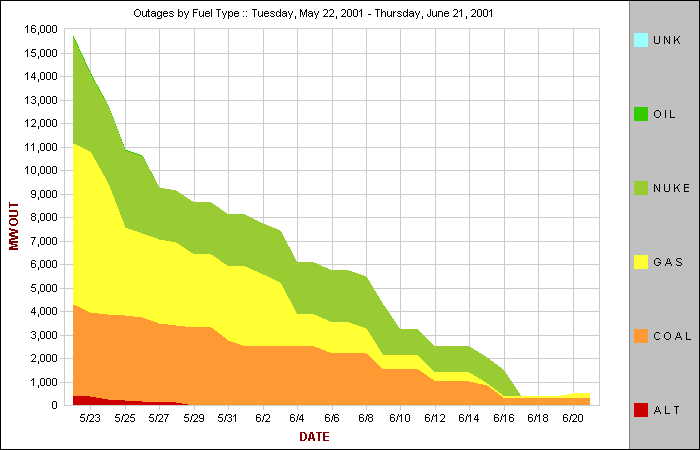 Outages by Fuel Type :: Tuesday, May 22, 2001 - Thursday, June 21, 2001
16,000
15,000
14,000
13,000
12,000
11,000
10,000
9,000
8,000
7,000
6,000
5,000
4,000
3,000
2,000
1,000
0
MW OUT
5/23 5/25 5/27 5/29 5/31 6/2 6/4 6/6 6/8 6/10 6/12 6/14 6/16 6/18 6/20
DATE
UNK
OIL
NUKE
GAS
COAL
ALT